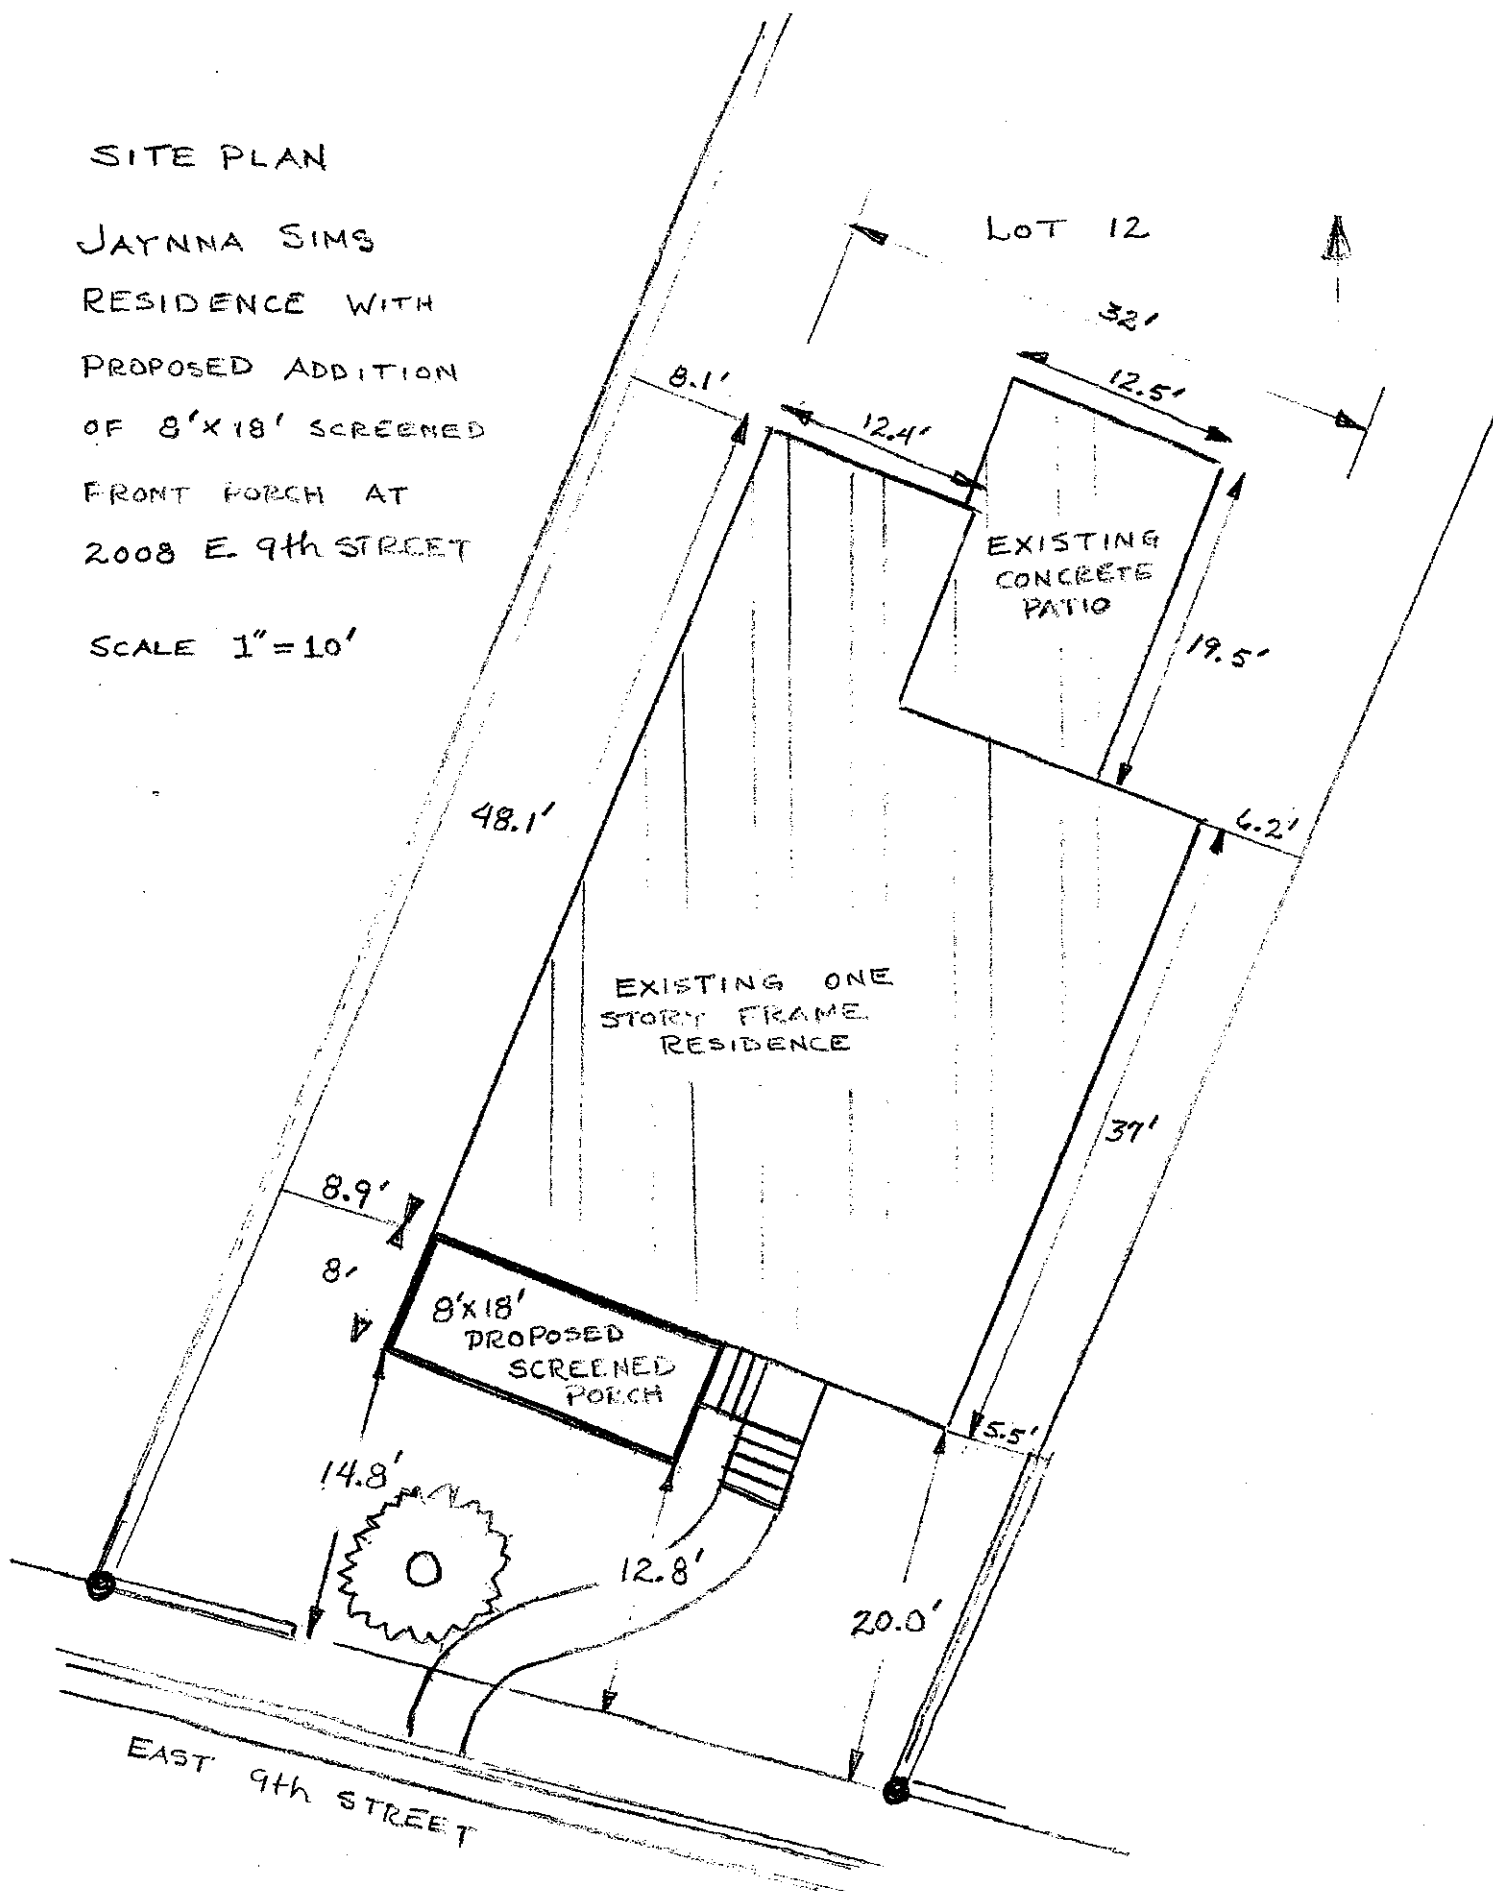 SITE PLAN
JAYNNA SIMS
RESIDENCE WITH
PROPOSED ADDITION
OF 8'X18' SCREENED
FRONT PORCH AT
2008 E. 9th STREET
SCALE 1"=10'
LOT 12
32'
8.1'
12.5'
12.4'
EXISTING
CONCRETE
PATIO
19.5'
48.1'
6.2'
EXISTING ONE
STORY FRAME
RESIDENCE
37'
8.9'
8'
8'X18'
PROPOSED
SCREENED
PORCH
5.5'
14.8'
12.8'
20.0'
EAST 9th STREET